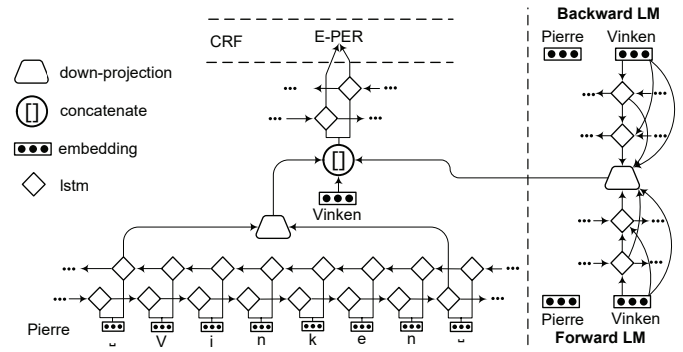 Backward LM
Pierre Vinken
CRF E-PER
down-projection
[] concatenate
embedding
lstm
[]
Vinken
Pierre ␣ V i n k e n ␣
Pierre Vinken
Forward LM